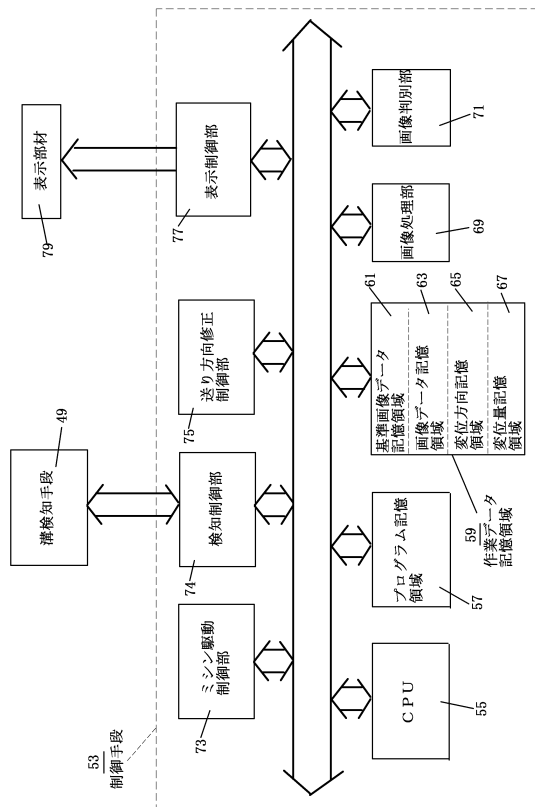 53
制御手段
溝検知手段
49
表示部材
79
ミシン駆動
制御部
73
検知制御部
74
送り方向修正
制御部
75
表示制御部
77
CPU
55
プログラム記憶
領域
57
基準画像データ
記憶領域
61
画像データ記憶
領域
63
変位方向記憶
領域
65
変位量記憶
領域
67
59
作業データ
記憶領域
画像処理部
69
画像判別部
71